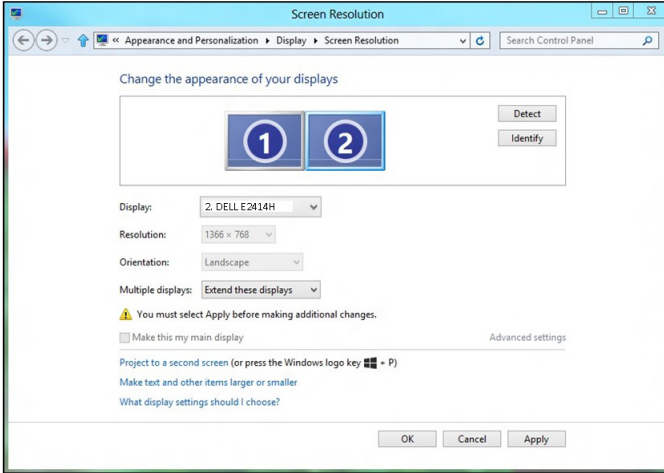 Screen Resolution
« Appearance and Personalization ▸ Display ▸ Screen Resolution
Search Control Panel
Change the appearance of your displays
1 2
Detect
Identify
Display: 2. DELL E2414H
Resolution: 1366 × 768
Orientation: Landscape
Multiple displays: Extend these displays
You must select Apply before making additional changes.
Make this my main display Advanced settings
Project to a second screen (or press the Windows logo key + P)
Make text and other items larger or smaller
What display settings should I choose?
OK Cancel Apply